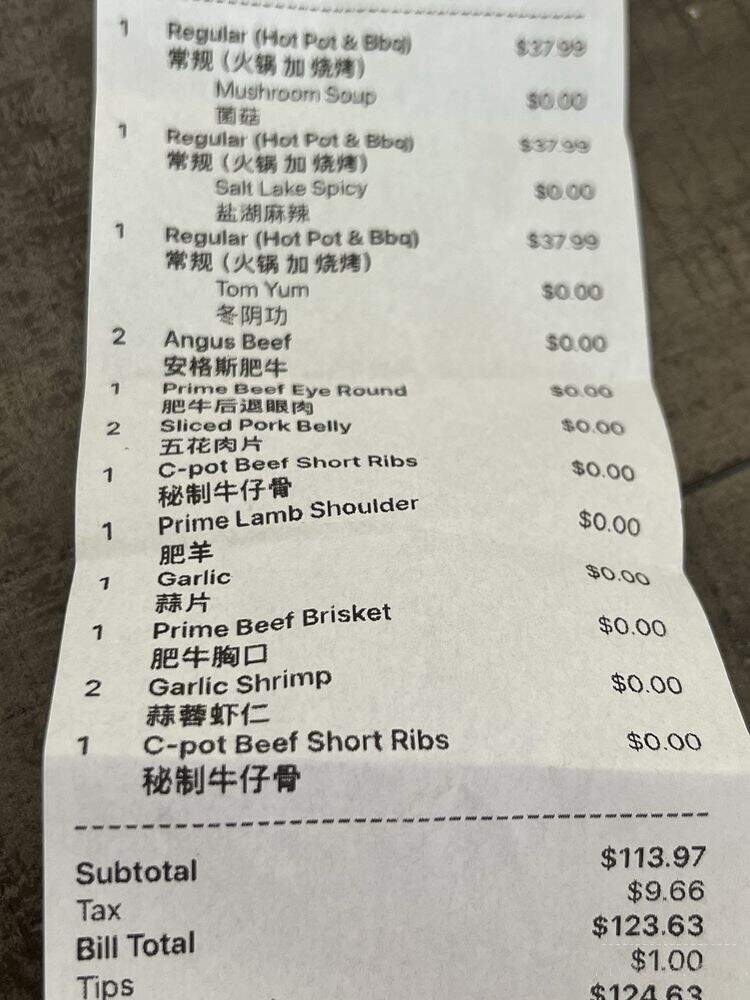 1 Regular (Hot Pot & Bbq) $37.99
常规 (火锅 加 烧烤)
Mushroom Soup $0.00
菌菇
1 Regular (Hot Pot & Bbq) $37.99
常规 (火锅 加 烧烤)
Salt Lake Spicy $0.00
盐湖麻辣
1 Regular (Hot Pot & Bbq) $37.99
常规 (火锅 加 烧烤)
Tom Yum $0.00
冬阴功
2 Angus Beef $0.00
安格斯肥牛
1 Prime Beef Eye Round $0.00
肥牛后退眼肉
2 Sliced Pork Belly $0.00
五花肉片
1 C-pot Beef Short Ribs $0.00
秘制牛仔骨
1 Prime Lamb Shoulder $0.00
肥羊
1 Garlic $0.00
蒜片
1 Prime Beef Brisket $0.00
肥牛胸口
2 Garlic Shrimp $0.00
蒜蓉虾仁
1 C-pot Beef Short Ribs $0.00
秘制牛仔骨
Subtotal $113.97
Tax $9.66
Bill Total $123.63
Tips $1.00
$124.63